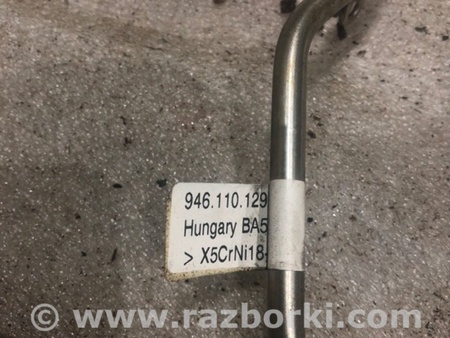 946.110.129
Hungary BA5
> X5CrNi18-
© www.razborki.com